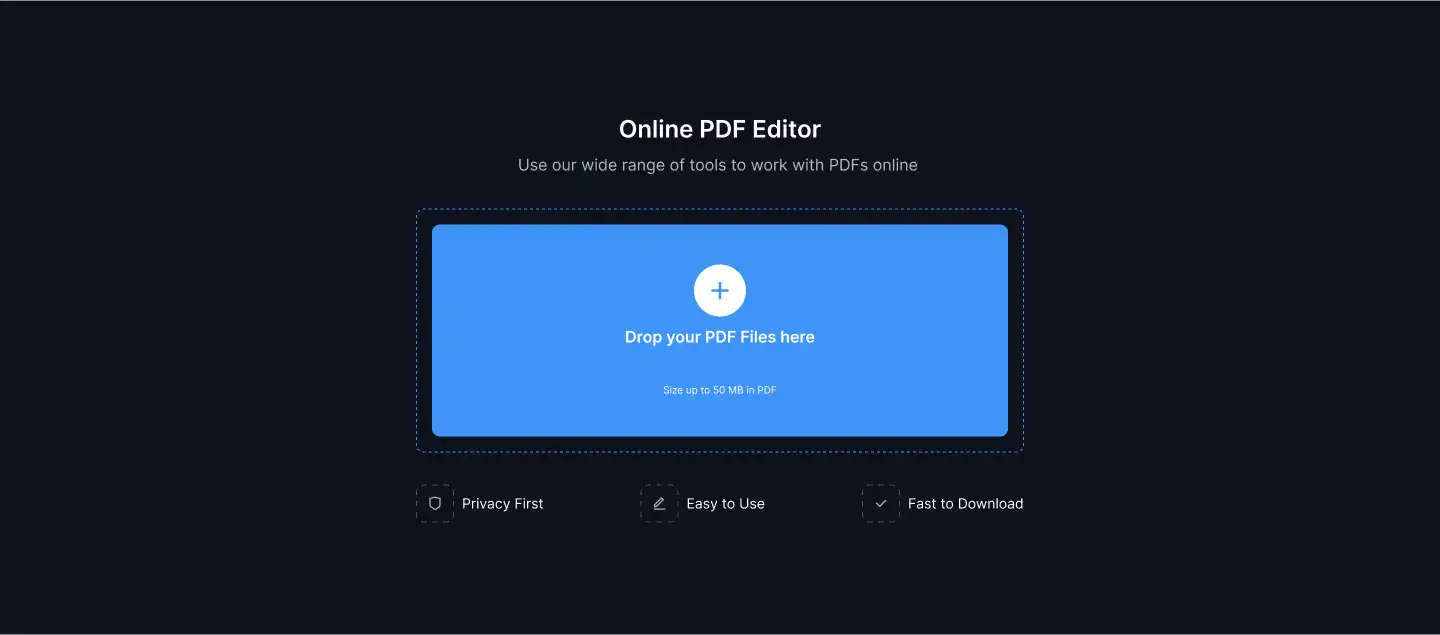 Online PDF Editor
Use our wide range of tools to work with PDFs online
Drop your PDF Files here
Size up to 50 MB in PDF
Privacy First
Easy to Use
Fast to Download